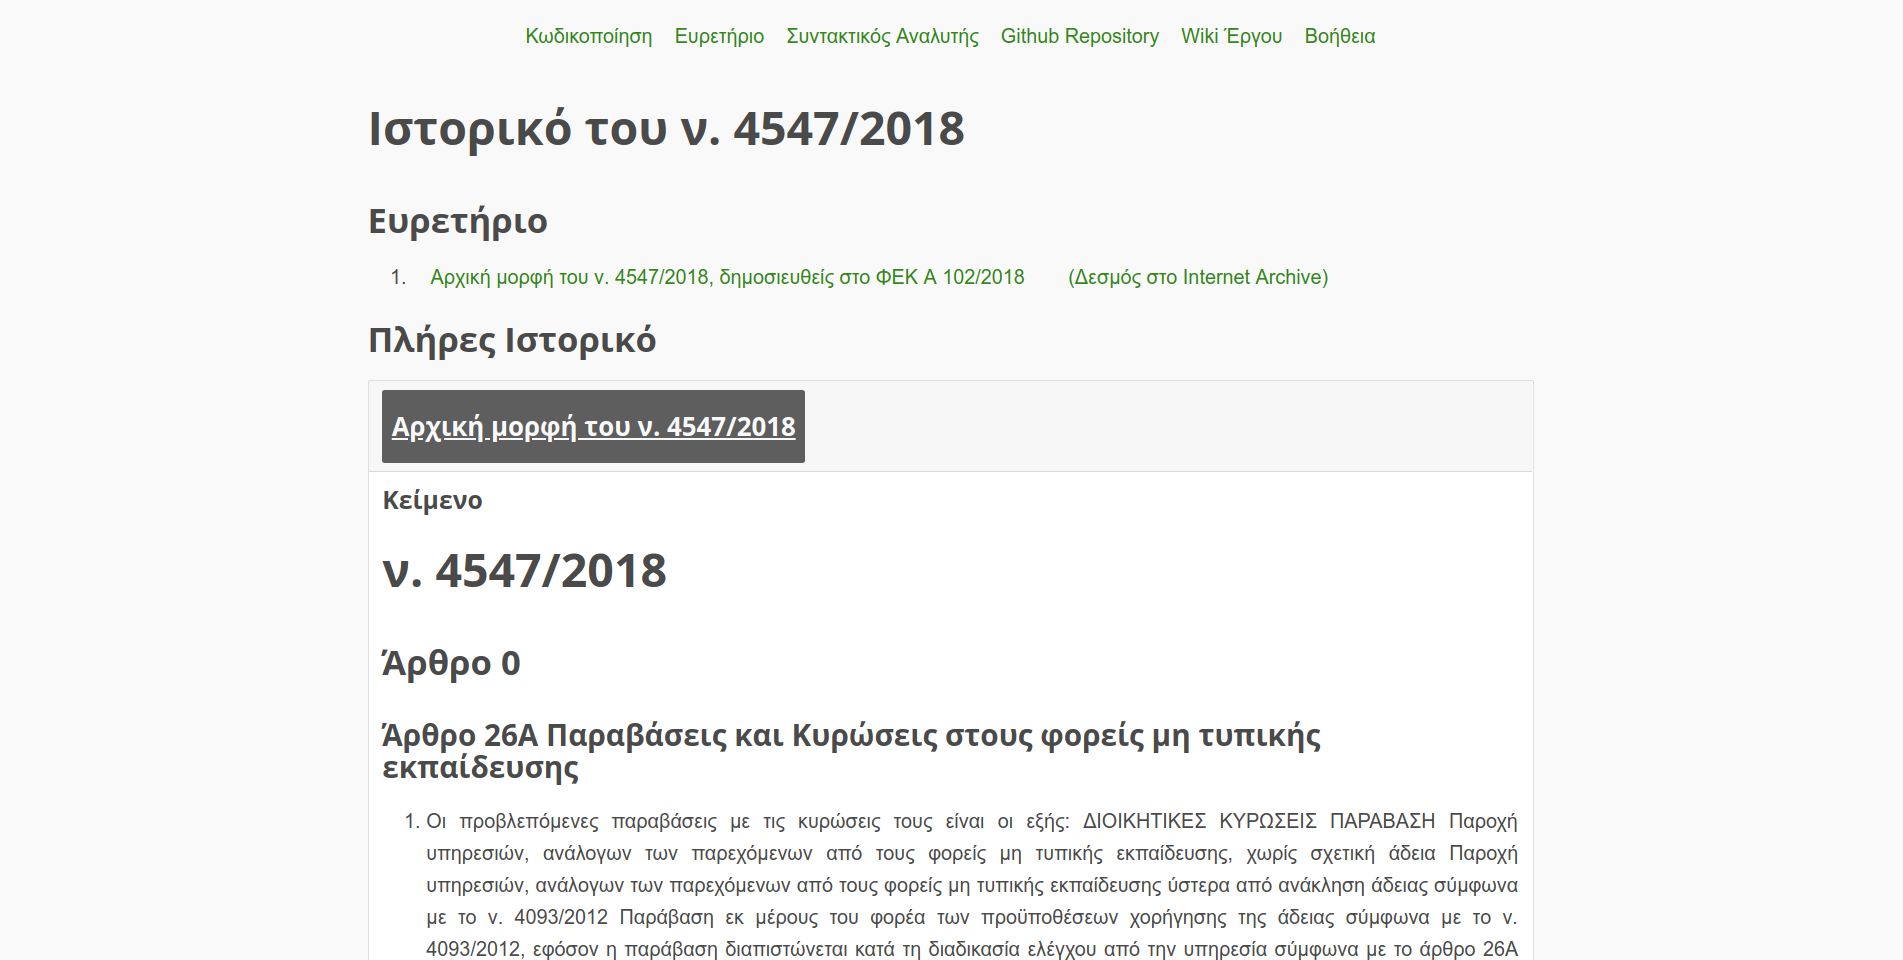 Κωδικοποίηση Ευρετήριο Συντακτικός Αναλυτής Github Repository Wiki Έργου Βοήθεια
Ιστορικό του ν. 4547/2018
Ευρετήριο
1. Αρχική μορφή του ν. 4547/2018, δημοσιευθείς στο ΦΕΚ Α 102/2018 (Δεσμός στο Internet Archive)
Πλήρες Ιστορικό
Αρχική μορφή του ν. 4547/2018
Κείμενο
ν. 4547/2018
Άρθρο 0
Άρθρο 26Α Παραβάσεις και Κυρώσεις στους φορείς μη τυπικής
εκπαίδευσης
1. Οι προβλεπόμενες παραβάσεις με τις κυρώσεις τους είναι οι εξής: ΔΙΟΙΚΗΤΙΚΕΣ ΚΥΡΩΣΕΙΣ ΠΑΡΑΒΑΣΗ Παροχή
υπηρεσιών, ανάλογων των παρεχόμενων από τους φορείς μη τυπικής εκπαίδευσης, χωρίς σχετική άδεια Παροχή
υπηρεσιών, ανάλογων των παρεχόμενων από τους φορείς μη τυπικής εκπαίδευσης ύστερα από ανάκληση άδειας σύμφωνα
με το ν. 4093/2012 Παράβαση εκ μέρους του φορέα των προϋποθέσεων χορήγησης της άδειας σύμφωνα με το ν.
4093/2012, εφόσον η παράβαση διαπιστώνεται κατά τη διαδικασία ελέγχου από την υπηρεσία σύμφωνα με το άρθρο 26Α